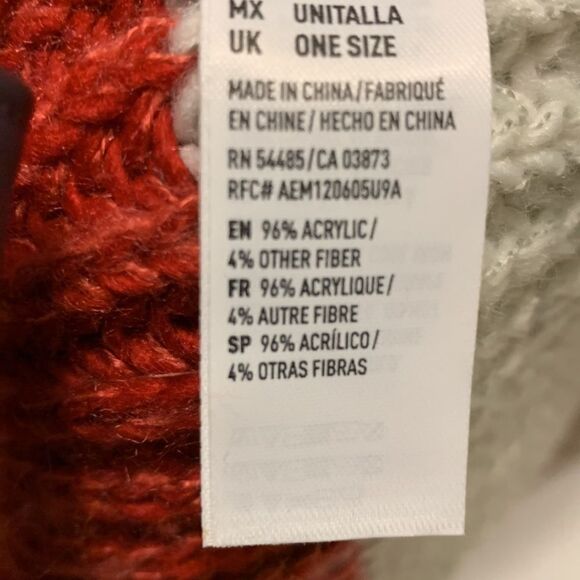 MX UNITALLA
UK ONE SIZE
MADE IN CHINA/FABRIQUÉ
EN CHINE/ HECHO EN CHINA
RN 54485/CA 03873
RFC# AEM120605U9A
EN 96% ACRYLIC/
4% OTHER FIBER
FR 96% ACRYLIQUE/
4% AUTRE FIBRE
SP 96% ACRÍLICO/
4% OTRAS FIBRAS